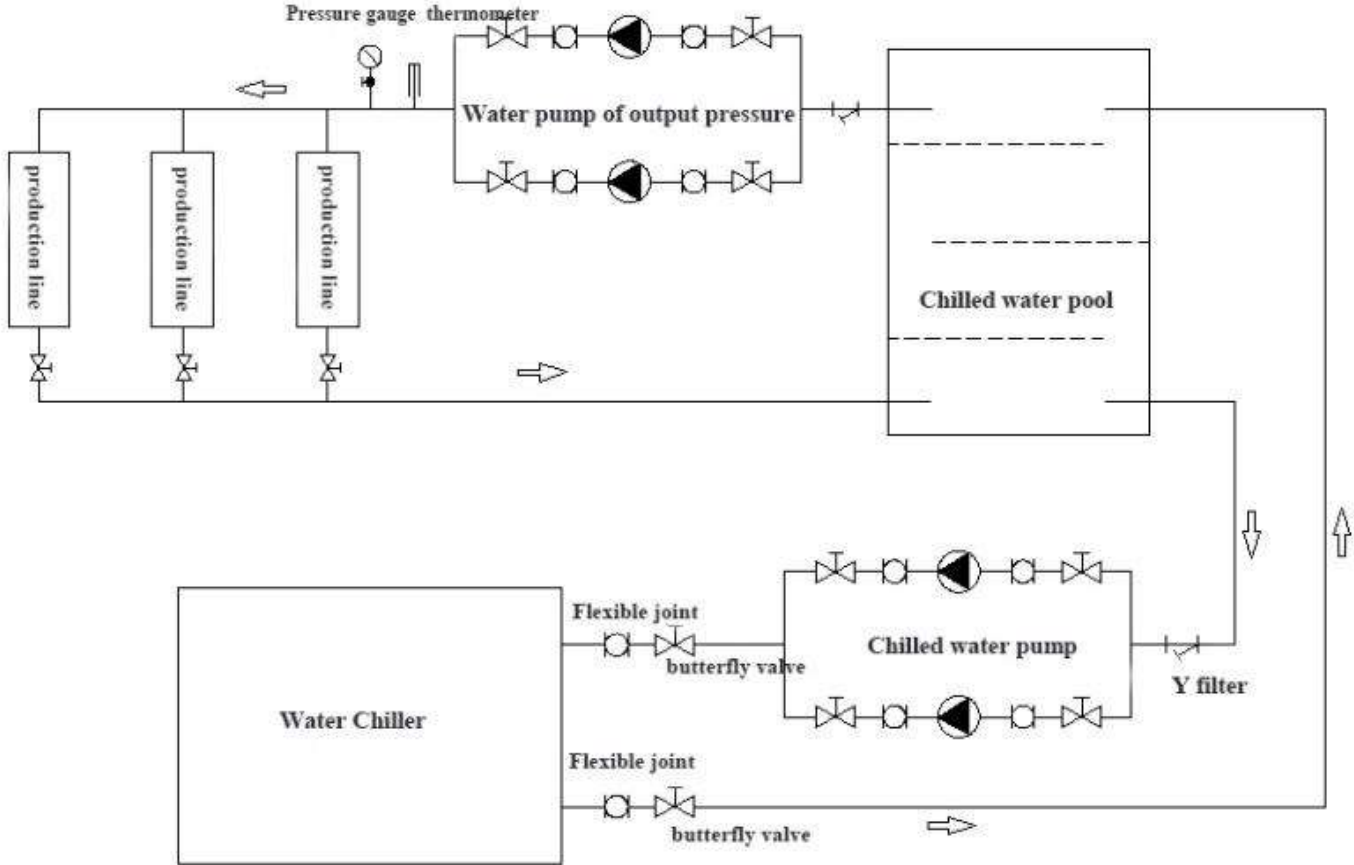 Pressure gauge thermometer
Water pump of output pressure
production line
production line
production line
Chilled water pool
Flexible joint
butterfly valve
Chilled water pump
Y filter
Water Chiller
Flexible joint
butterfly valve